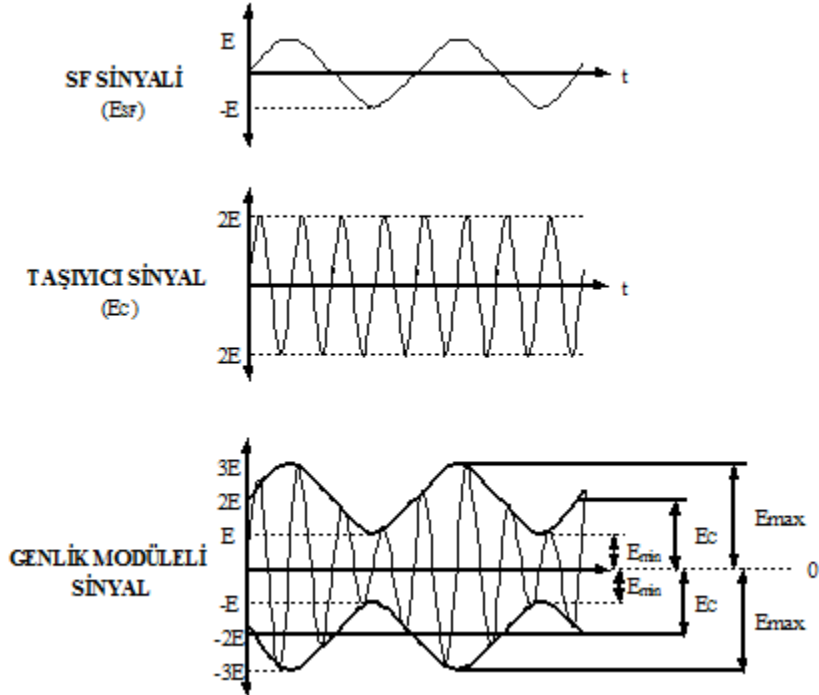 E
SF SİNYALİ
(ESF)
-E
t
2E
TAŞIYICI SİNYAL
(EC)
t
2E
3E
2E
E
GENLİK MODÜLELİ
SİNYAL
-E
-2E
-3E
Emin
Emin
EC
EC
Emax
Emax
0